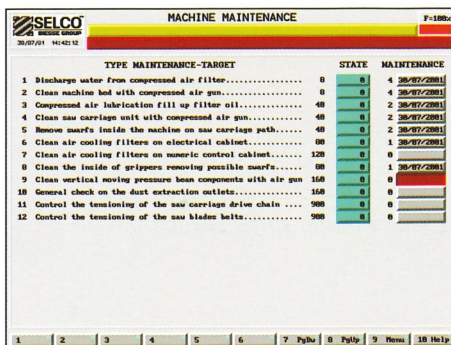 SELCO
BIESSE GROUP
MACHINE MAINTENANCE
F=100%
30/07/01 14:42:12
TYPE MAINTENANCE-TARGET STATE MAINTENANCE
1 Discharge water from compressed air filter............... 8 0 4 30/07/2001
2 Clean machine bed with compressed air gun............... 8 0 4 30/07/2001
3 Compressed air lubrication fill up filter oil............ 40 0 2 30/07/2001
4 Clean saw carriage unit with compressed air gun.......... 40 0 2 30/07/2001
5 Remove swarfs inside the machine on saw carriage path.... 40 0 2 30/07/2001
6 Clean air cooling filters on electrical cabinet.......... 80 0 1 30/07/2001
7 Clean air cooling filters on numeric control cabinet..... 120 0 0
8 Clean the inside of grippers removing possible swarfs.... 80 0 1 30/07/2001
9 Clean vertical moving pressure beam components with air gun 160 0 0
10 General check on the dust extraction outlets............ 160 0 0
11 Control the tensioning of the saw carriage drive chain .... 900 0 0
12 Control the tensioning of the saw blades belts........... 900 0 0
1 2 3 4 5 6 7 PgDw 8 PgUp 9 Menu 10 Help